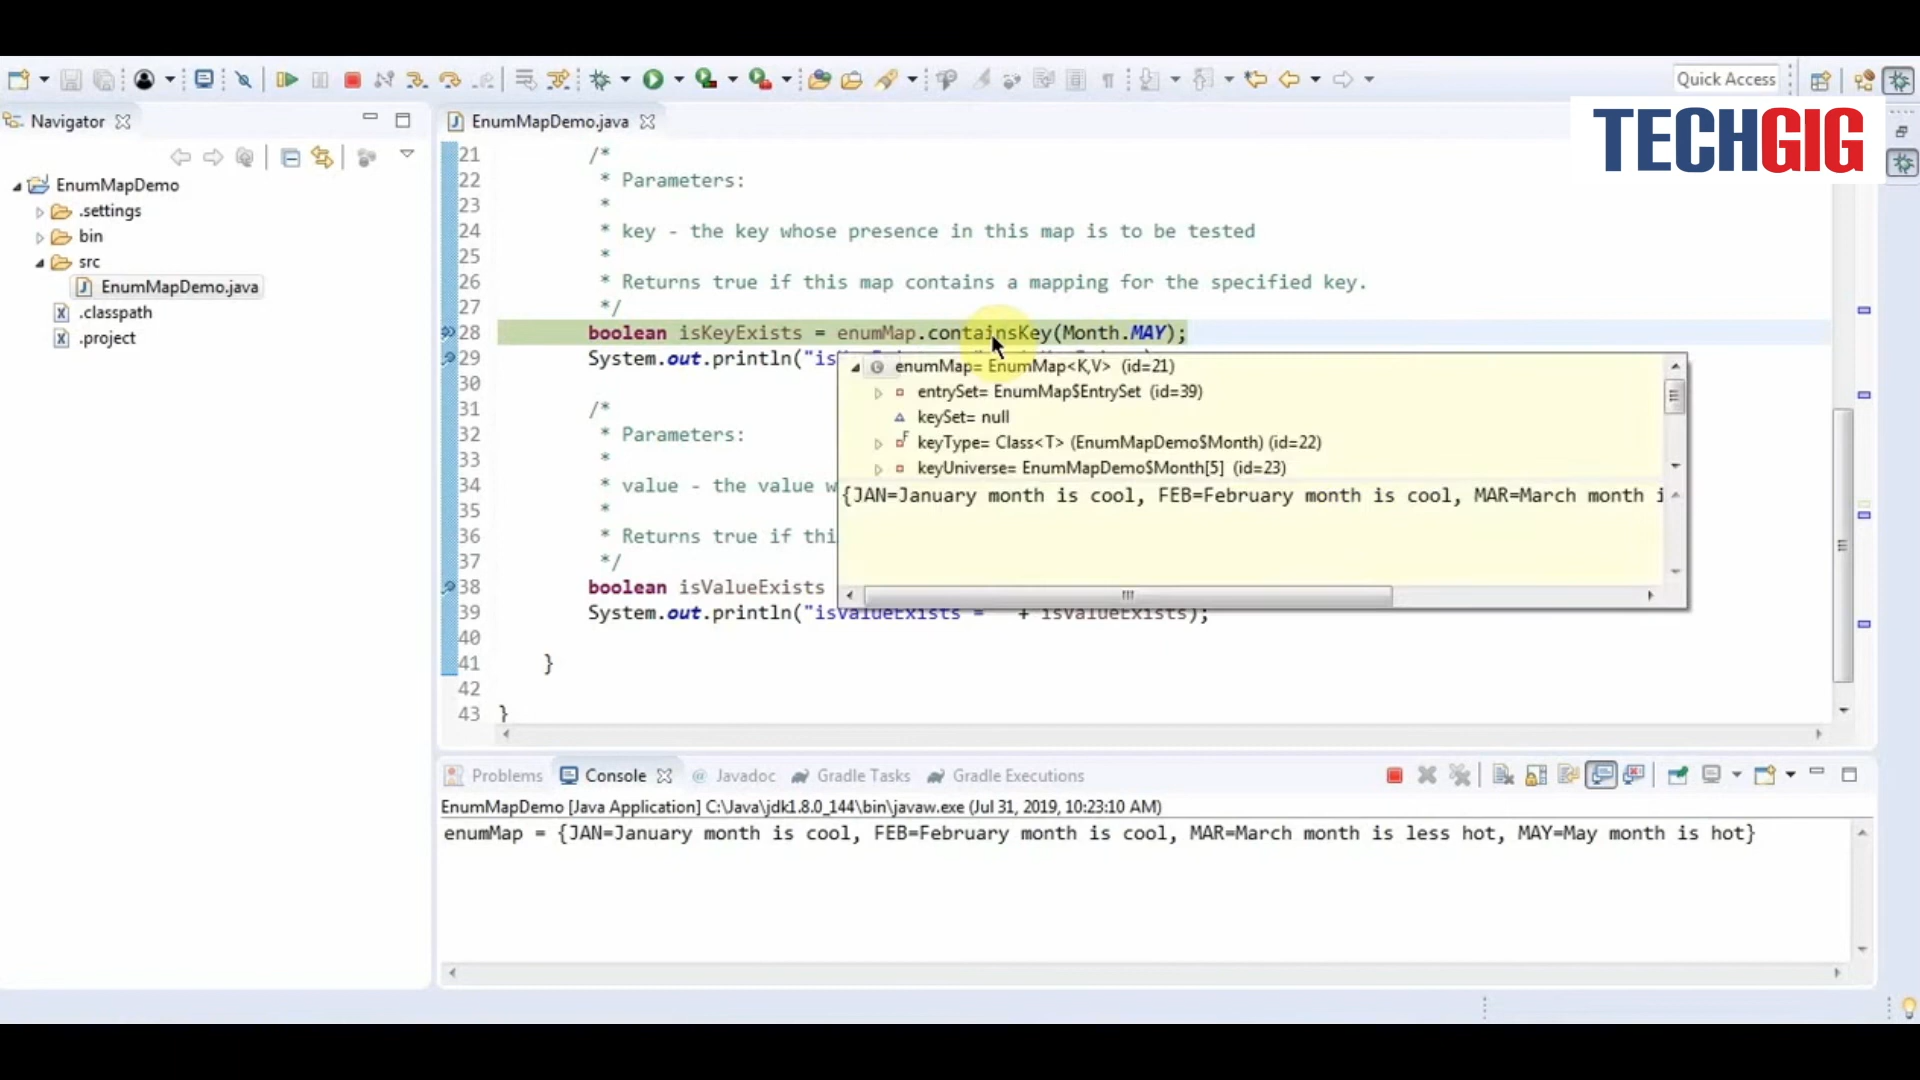 Quick Access
TECHGIG
Navigator
EnumMapDemo
.settings
bin
src
EnumMapDemo.java
.classpath
.project
EnumMapDemo.java
21 /*
22 * Parameters:
23 *
24 * key - the key whose presence in this map is to be tested
25 *
26 * Returns true if this map contains a mapping for the specified key.
27 */
28 boolean isKeyExists = enumMap.containsKey(Month.MAY);
29 System.out.println("is
30
31 /*
32 * Parameters:
33 *
34 * value - the value w
35 *
36 * Returns true if thi
37 */
38 boolean isValueExists
39 System.out.println("isValueExists = + isValueExists);
40
41 }
42
43 }
enumMap= EnumMap<K,V> (id=21)
entrySet= EnumMap$EntrySet (id=39)
keySet= null
keyType= Class<T> (EnumMapDemo$Month) (id=22)
keyUniverse= EnumMapDemo$Month[5] (id=23)
{JAN=January month is cool, FEB=February month is cool, MAR=March month i
Problems Console Javadoc Gradle Tasks Gradle Executions
EnumMapDemo [Java Application] C:\Java\jdk1.8.0_144\bin\javaw.exe (Jul 31, 2019, 10:23:10 AM)
enumMap = {JAN=January month is cool, FEB=February month is cool, MAR=March month is less hot, MAY=May month is hot}